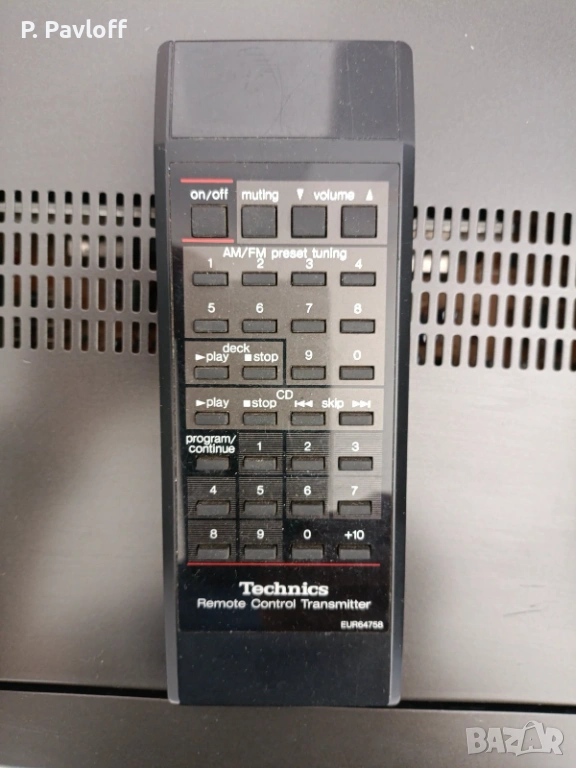 P. Pavloff
on/off muting ▼ volume ▲
AM/FM preset tuning
1 2 3 4
5 6 7 8
deck
►play ■stop 9 0
CD
►play ■stop I◄◄ skip ►►I
program/
continue 1 2 3
4 5 6 7
8 9 0 +10
Technics
Remote Control Transmitter
EUR64758
BAZAR